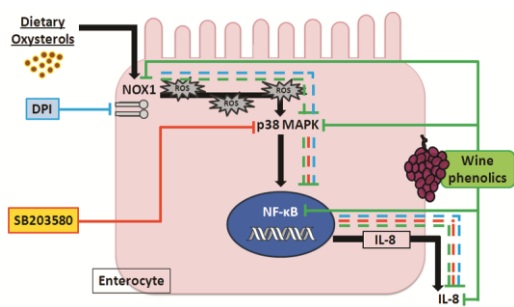 Dietary
Oxysterols
NOX1
ROS
ROS
ROS
DPI
p38 MAPK
Wine
phenolics
SB203580
NF-κB
IL-8
Enterocyte
IL-8